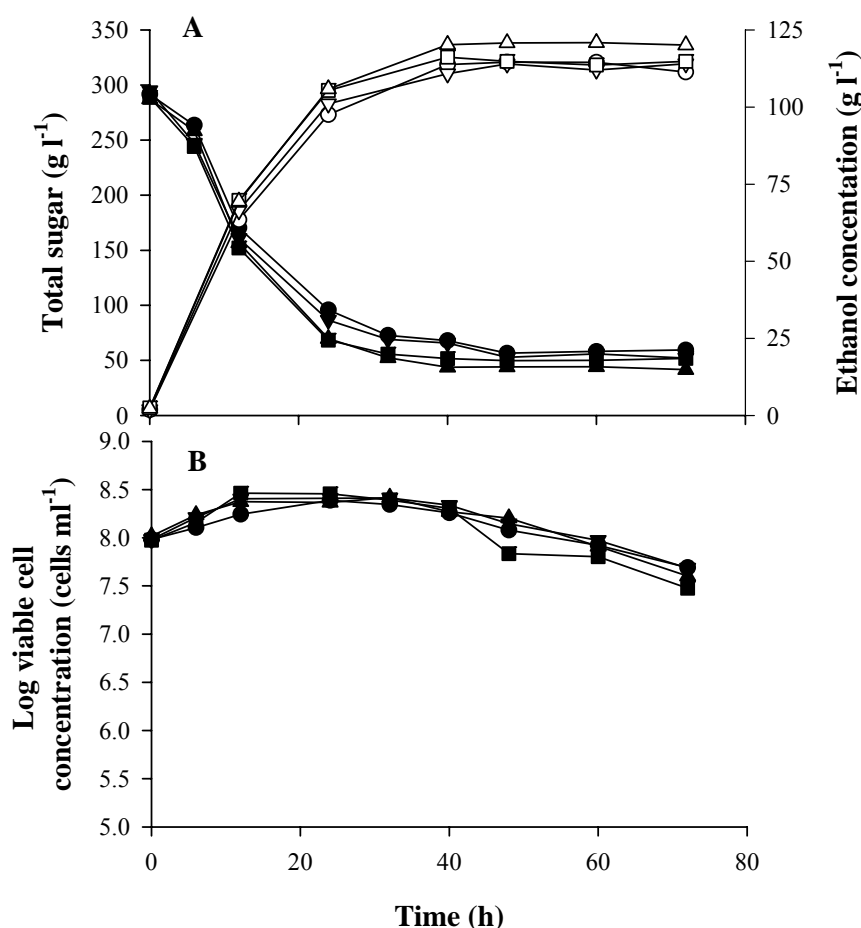 A
350
300
250
200
150
100
50
0
Total sugar (g l-1)
125
100
75
50
25
0
Ethanol concentration (g l-1)
B
9.0
8.5
8.0
7.5
7.0
6.5
6.0
5.5
5.0
Log viable cell
concentration (cells ml-1)
0 20 40 60 80
Time (h)